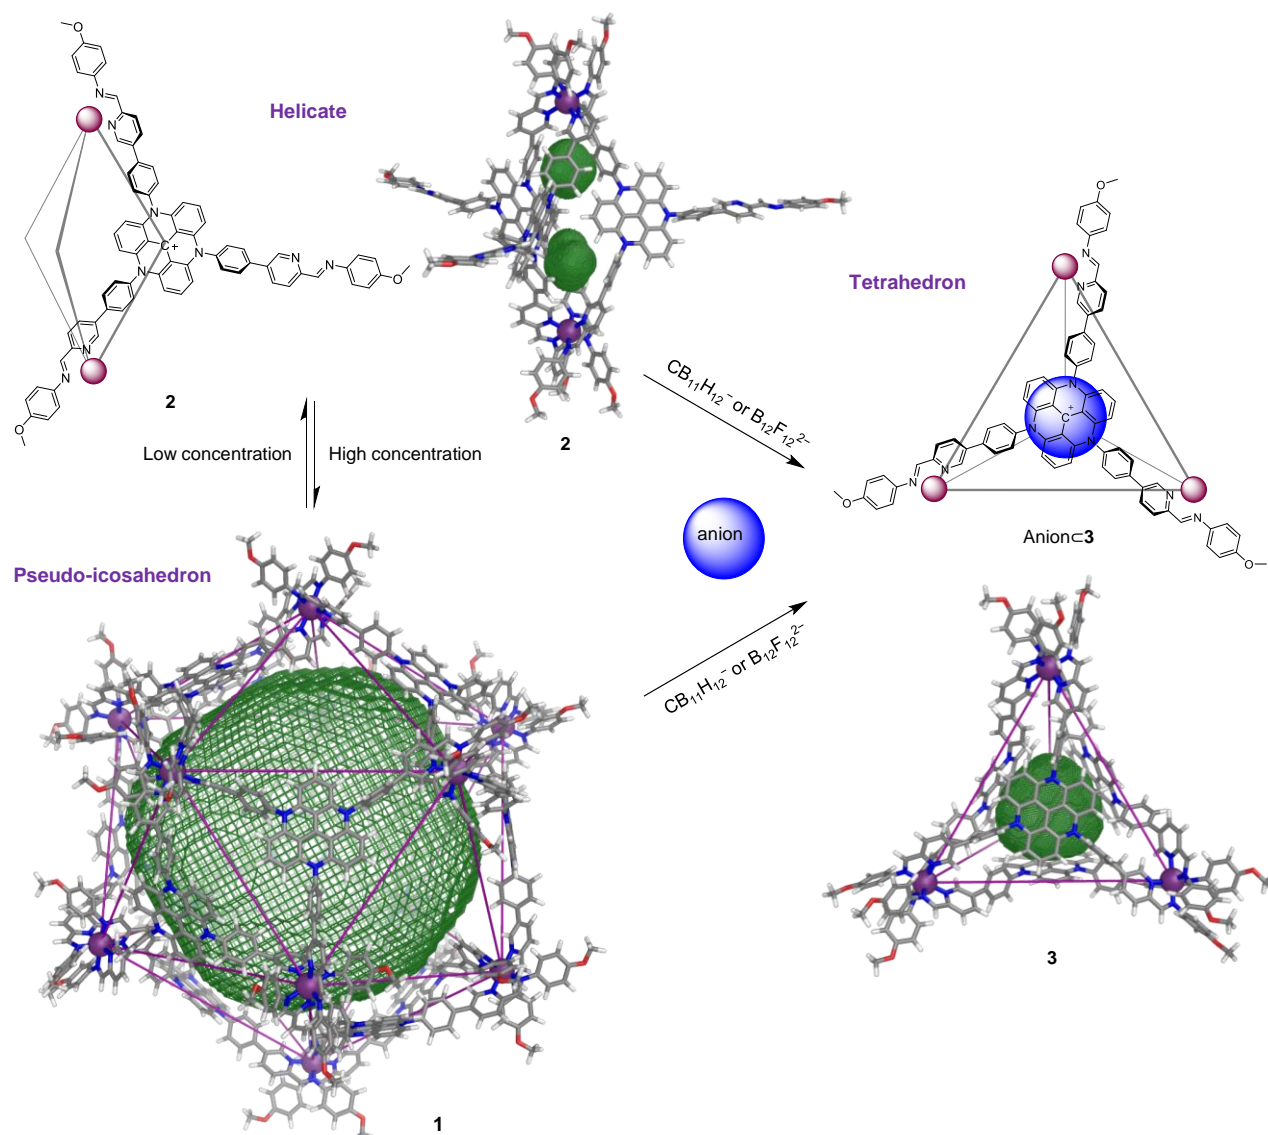 Helicate
Tetrahedron
2
2
Low concentration
High concentration
CB₁₁H₁₂⁻ or B₁₂F₁₂²⁻
anion
Anion⊂3
Pseudo-icosahedron
CB₁₁H₁₂⁻ or B₁₂F₁₂²⁻
3
1
O
N
N
N
C⁺
N
N
N
N
O
N
N
O
O
N
N
N
C⁺
N
N
N
N
O
N
N
O